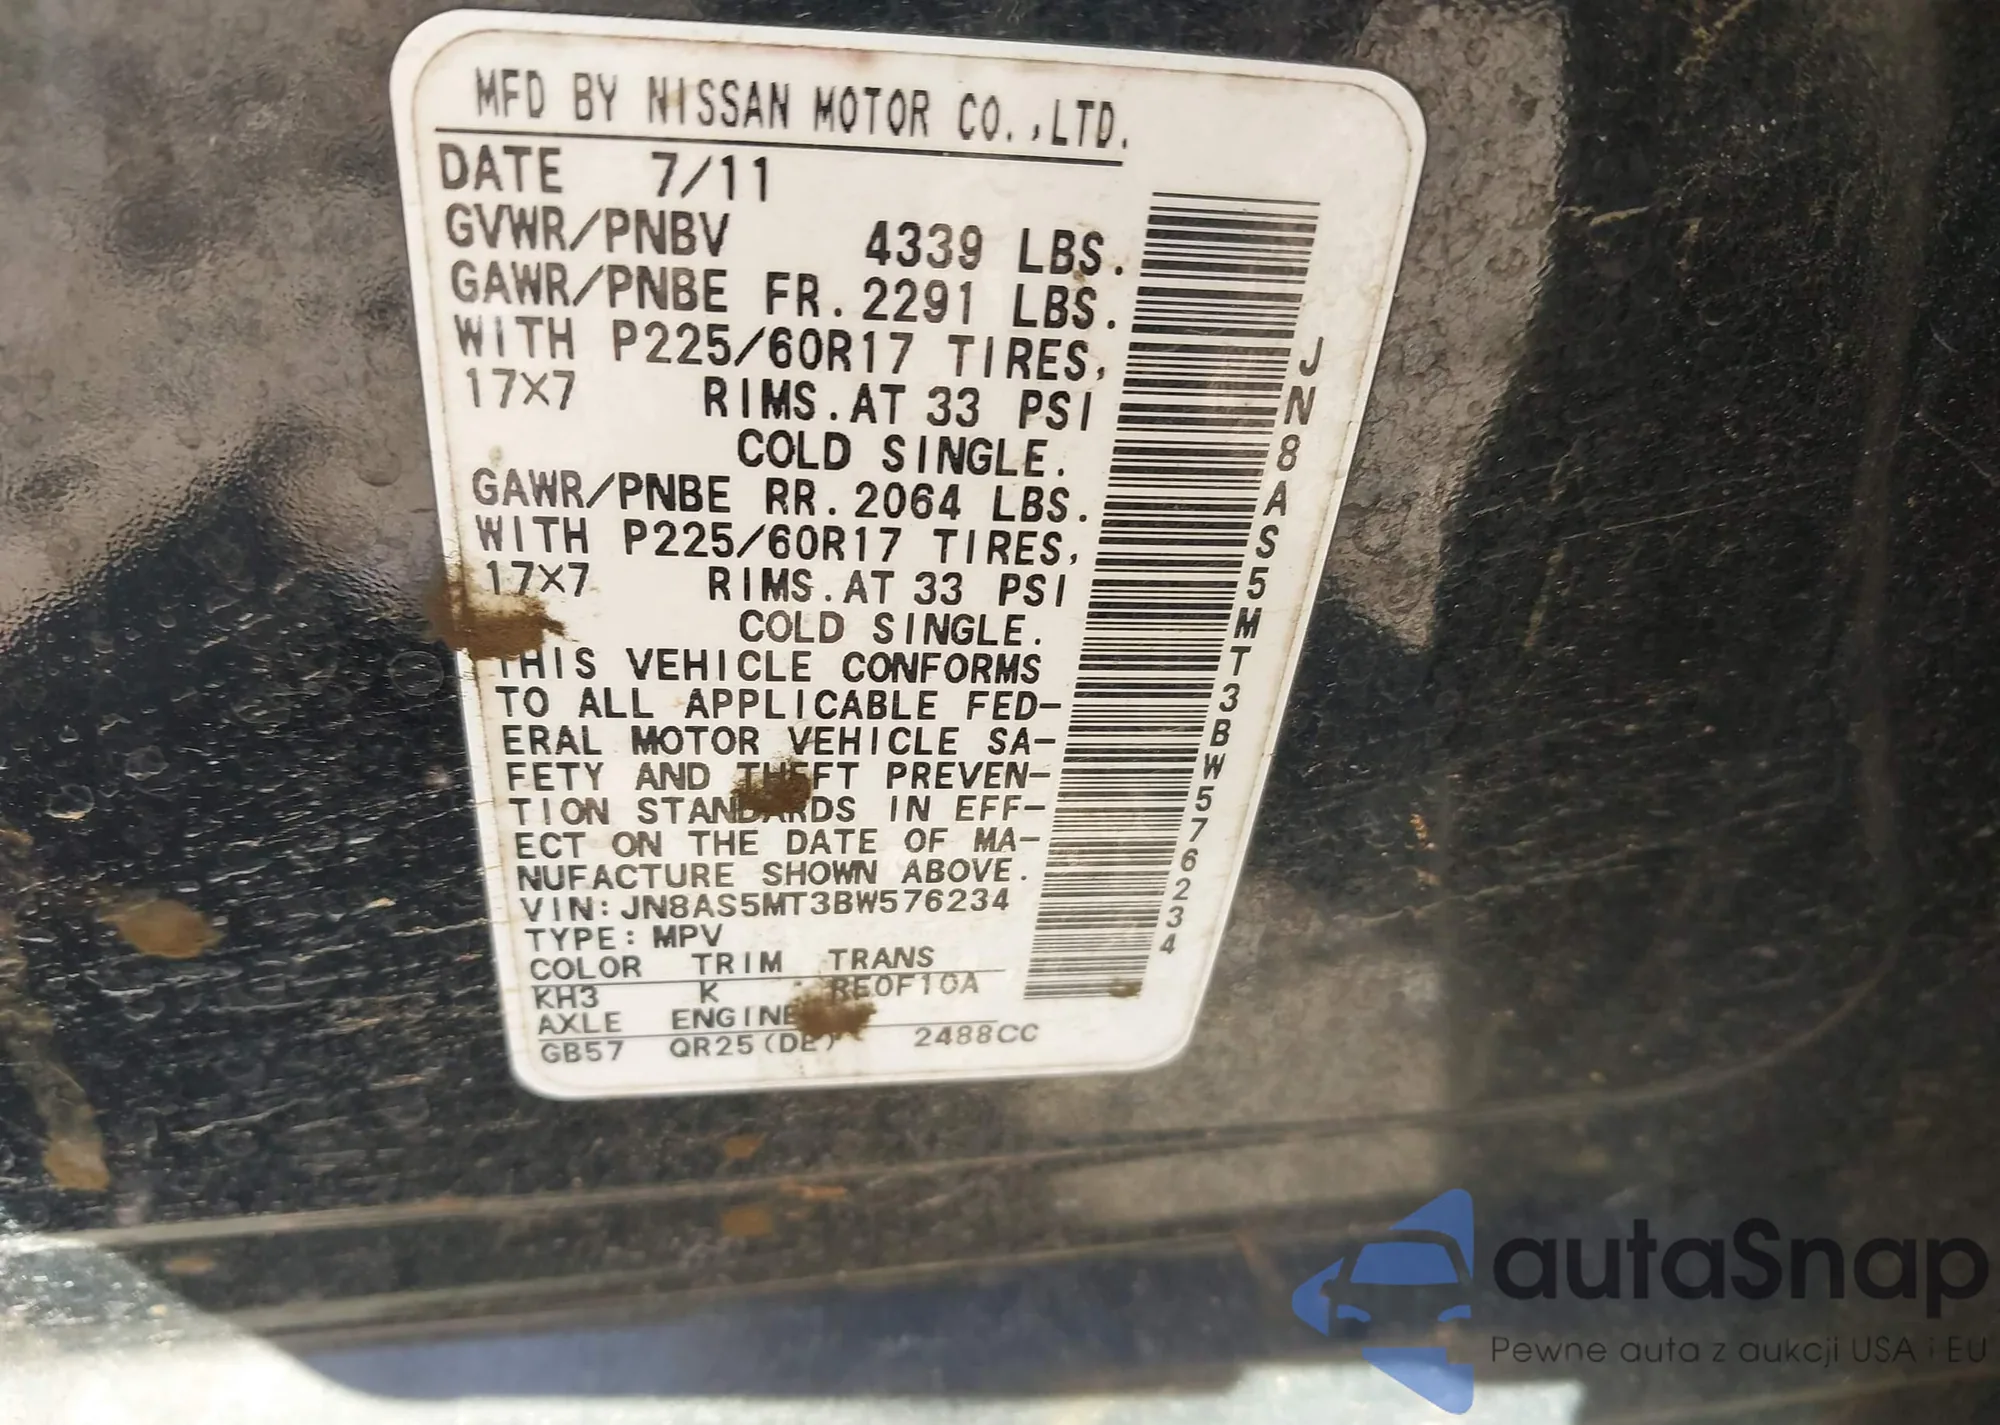 MFD BY NISSAN MOTOR CO.,LTD.
DATE 7/11
GVWR/PNBV 4339 LBS.
GAWR/PNBE FR. 2291 LBS.
WITH P225/60R17 TIRES,
17X7 RIMS. AT 33 PSI
COLD SINGLE.
GAWR/PNBE RR. 2064 LBS.
WITH P225/60R17 TIRES,
17X7 RIMS. AT 33 PSI
COLD SINGLE.
THIS VEHICLE CONFORMS
TO ALL APPLICABLE FED-
ERAL MOTOR VEHICLE SA-
FETY AND THEFT PREVEN-
TION STANDARDS IN EFF-
ECT ON THE DATE OF MA-
NUFACTURE SHOWN ABOVE.
VIN: JN8AS5MT3BW576234
TYPE: MPV
COLOR TRIM TRANS
KH3 K RE0F10A
AXLE ENGINE
GB57 QR25(DE) 2488CC
JN8AS5MT3BW576234
autaSnap
Pewne auta z aukcji USA i EU